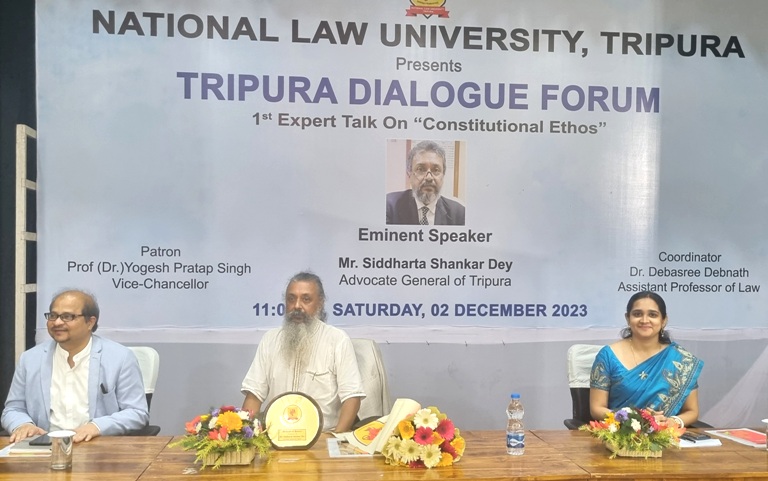 NATIONAL LAW UNIVERSITY, TRIPURA
Presents
TRIPURA DIALOGUE FORUM
1st Expert Talk On “Constitutional Ethos”
Eminent Speaker
Mr. Siddharta Shankar Dey
Advocate General of Tripura
Patron
Prof (Dr.)Yogesh Pratap Singh
Vice-Chancellor
Coordinator
Dr. Debasree Debnath
Assistant Professor of Law
SATURDAY, 02 DECEMBER 2023